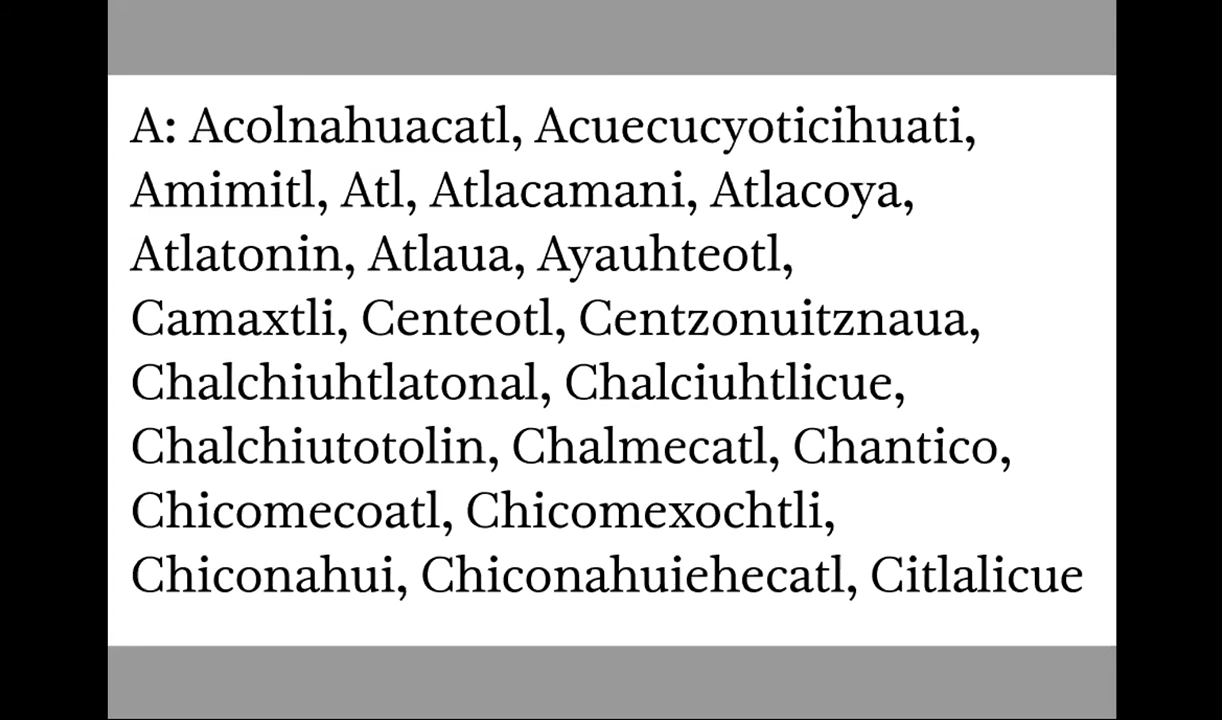 A: Acolnahuacatl, Acuecucyoticihuati,
Amimitl, Atl, Atlacamani, Atlacoya,
Atlatonin, Atlaua, Ayauhteotl,
Camaxtli, Centeotl, Centzonuitznaua,
Chalchiuhtlatonal, Chalciuhtlicue,
Chalchiutotolin, Chalmecatl, Chantico,
Chicomecoatl, Chicomexochtli,
Chiconahui, Chiconahuiehecatl, Citlalicue